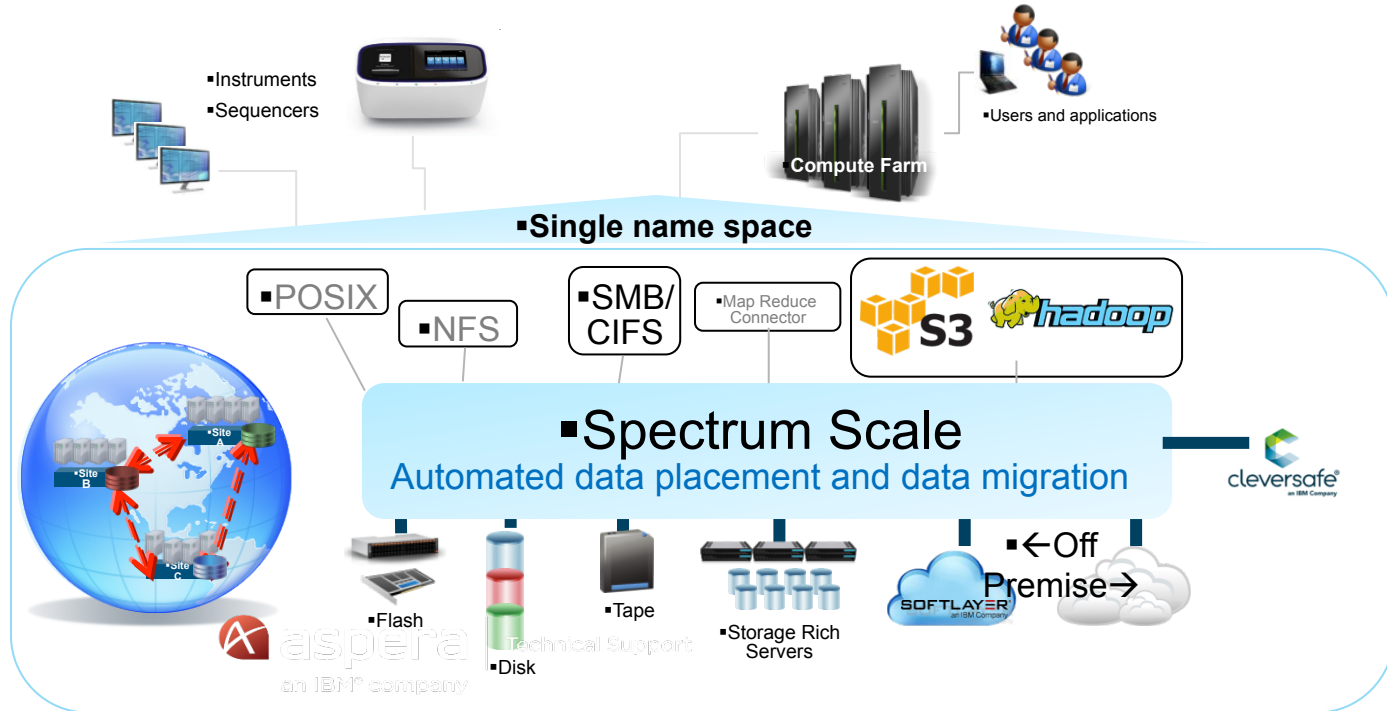 ▪Instruments
▪Sequencers
▪Users and applications
▪Compute Farm
▪Single name space
▪POSIX
▪NFS
▪SMB/
CIFS
▪Map Reduce
Connector
S3
hadoop
▪Site
A
▪Site
B
▪Site
C
▪Spectrum Scale
Automated data placement and data migration
cleversafe®
an IBM Company
▪Flash
▪Disk
▪Tape
▪Storage Rich
Servers
SOFTLAYER®
an IBM Company
▪←Off
Premise→
aspera
an IBM® company
Technical Support